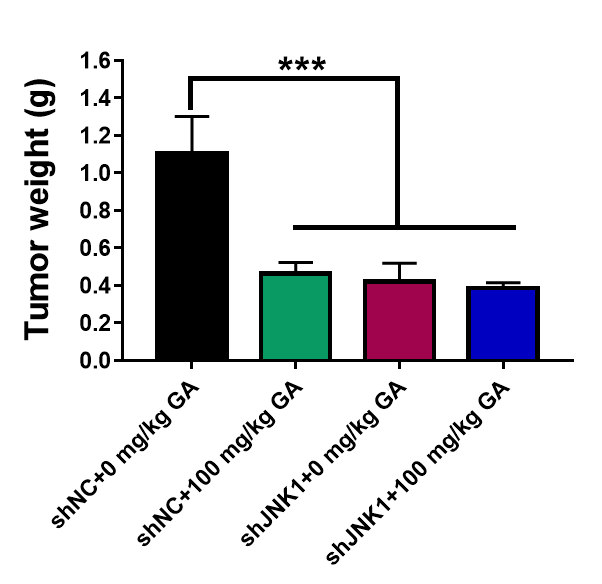 ***
Tumor weight (g)
1.6
1.4
1.2
1.0
0.8
0.6
0.4
0.2
0.0
shNC+0 mg/kg GA
shNC+100 mg/kg GA
shJNK1+0 mg/kg GA
shJNK1+100 mg/kg GA